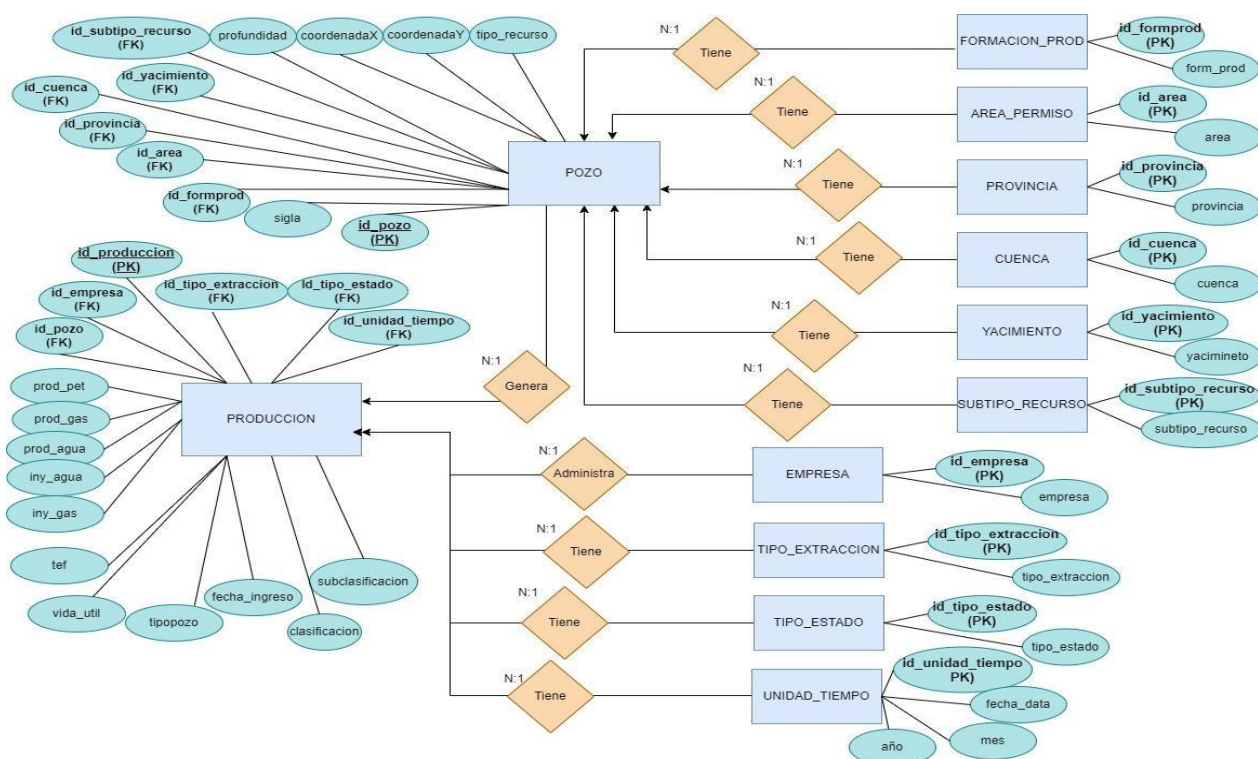 id_subtipo_recurso
(FK)
profundidad
coordenadaX
coordenadaY
tipo_recurso
id_yacimiento
(FK)
id_cuenca
(FK)
id_provincia
(FK)
id_area
(FK)
id_formprod
(FK)
sigla
id_pozo
(PK)
POZO
N:1
Tiene
FORMACION_PROD
id_formprod
(PK)
form_prod
N:1
Tiene
AREA_PERMISO
id_área
(PK)
area
N:1
Tiene
PROVINCIA
id_provincia
(PK)
provincia
N:1
Tiene
CUENCA
id_cuenca
(PK)
cuenca
N:1
Tiene
YACIMIENTO
id_yacimiento
(PK)
yacimineto
N:1
Tiene
SUBTIPO_RECURSO
id_subtipo_recurso
(PK)
subtipo_recurso
id_produccion
(PK)
id_empresa
(FK)
id_tipo_extraccion
(FK)
Id_tipo_estado
(FK)
id_unidad_tiempo
(FK)
id_pozo
(FK)
prod_pet
prod_gas
prod_agua
iny_agua
iny_gas
PRODUCCION
N:1
Genera
tef
vida_util
tipopozo
fecha_ingreso
clasificacion
subclasificacion
N:1
Administra
EMPRESA
id_empresa
(PK)
empresa
N:1
Tiene
TIPO_EXTRACCION
id_tipo_extraccion
(PK)
tipo_extraccion
N:1
Tiene
TIPO_ESTADO
id_tipo_estado
(PK)
tipo_estado
N:1
Tiene
UNIDAD_TIEMPO
id_unidad_tiempo
PK)
fecha_data
mes
año